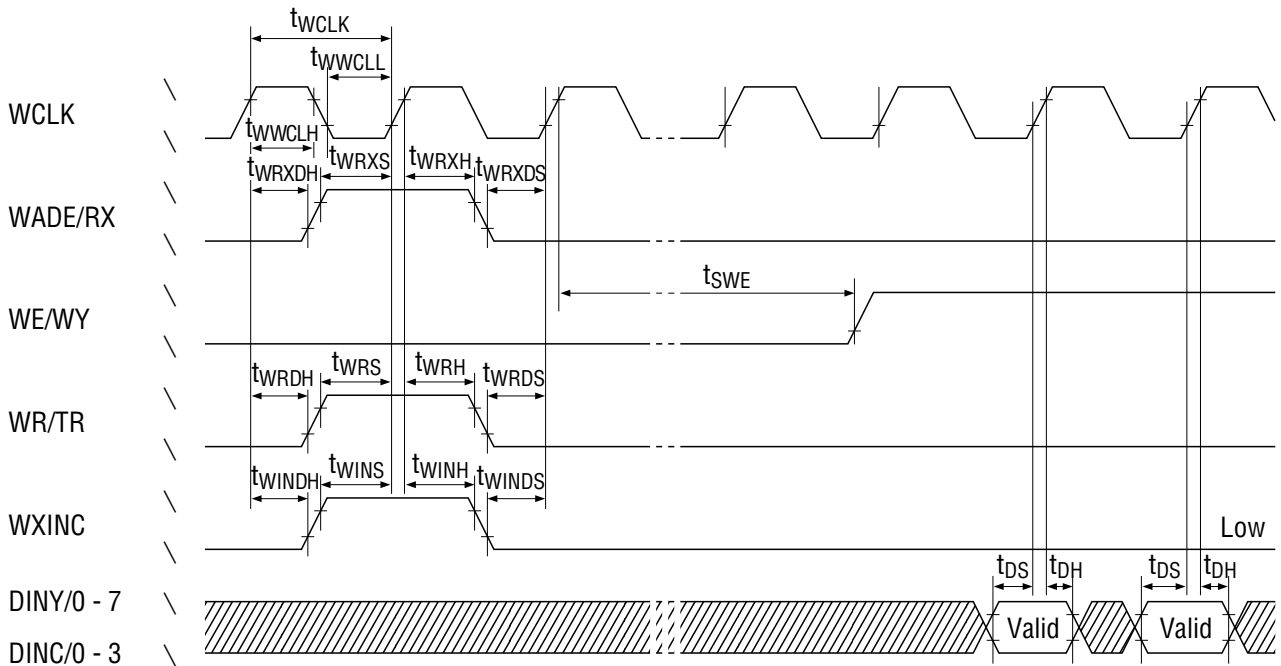 tWCLK
tWWCLL
WCLK
tWWCLH
tWRXDH tWRXS tWRXH tWRXDS
WADE/RX
tSWE
WE/WY
tWRDH tWRS tWRH tWRDS
WR/TR
tWINDH tWINS tWINH tWINDS
WXINC
Low
tDS tDH tDS tDH
DINY/0 - 7
Valid Valid
DINC/0 - 3